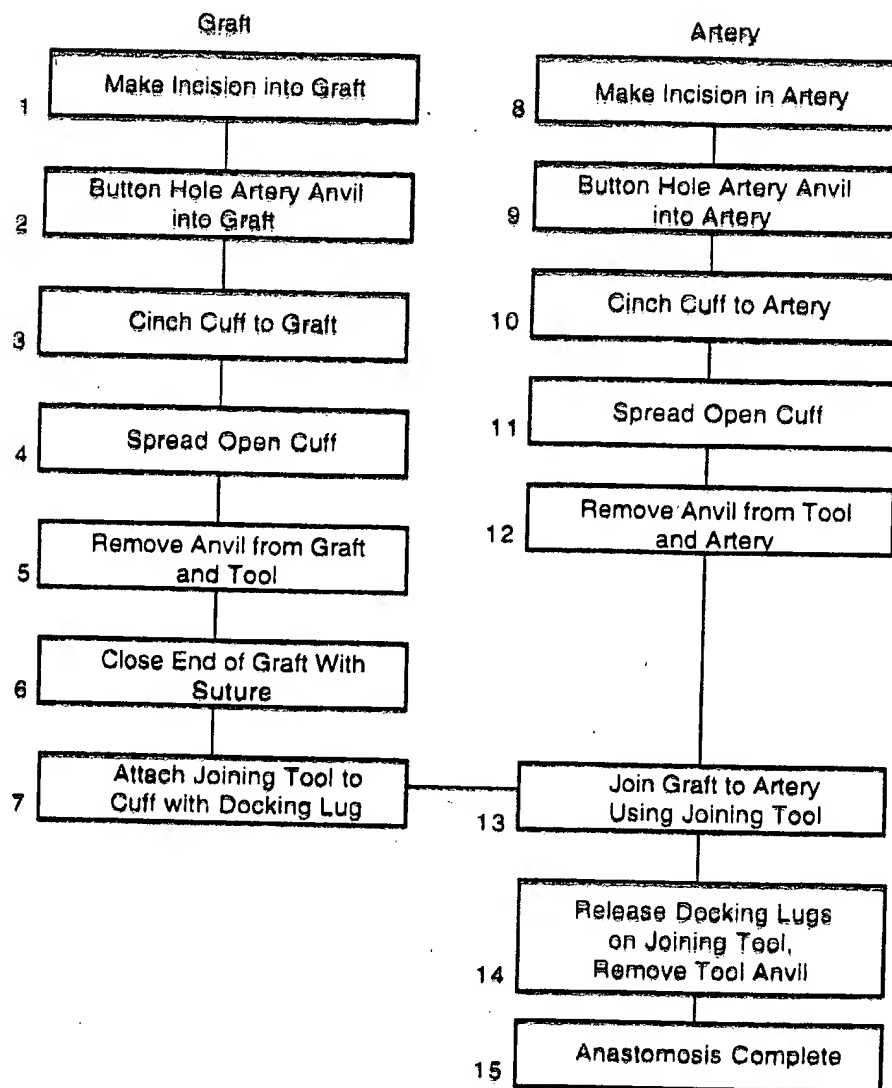 Graft
Make Incision into Graft
1
Button Hole Artery Anvil
into Graft
2
Cinch Cuff to Graft
3
Spread Open Cuff
4
Remove Anvil from Graft
and Tool
5
Close End of Graft With
Suture
6
Attach Joining Tool to
Cuff with Docking Lug
7
Artery
Make Incision in Artery
8
Button Hole Artery Anvil
into Artery
9
Cinch Cuff to Artery
10
Spread Open Cuff
11
Remove Anvil from Tool
and Artery
12
Join Graft to Artery
Using Joining Tool
13
Release Docking Lugs
on Joining Tool,
Remove Tool Anvil
14
Anastomosis Complete
15